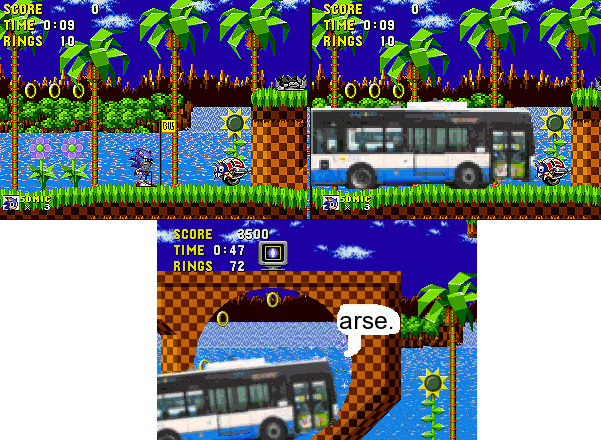 SCORE 0
TIME 0:09
RINGS 10
BUS
SONIC
× 3
SCORE 0
TIME 0:09
RINGS 10
SONIC
× 3
SCORE 3500
TIME 0:47
RINGS 72
arse.